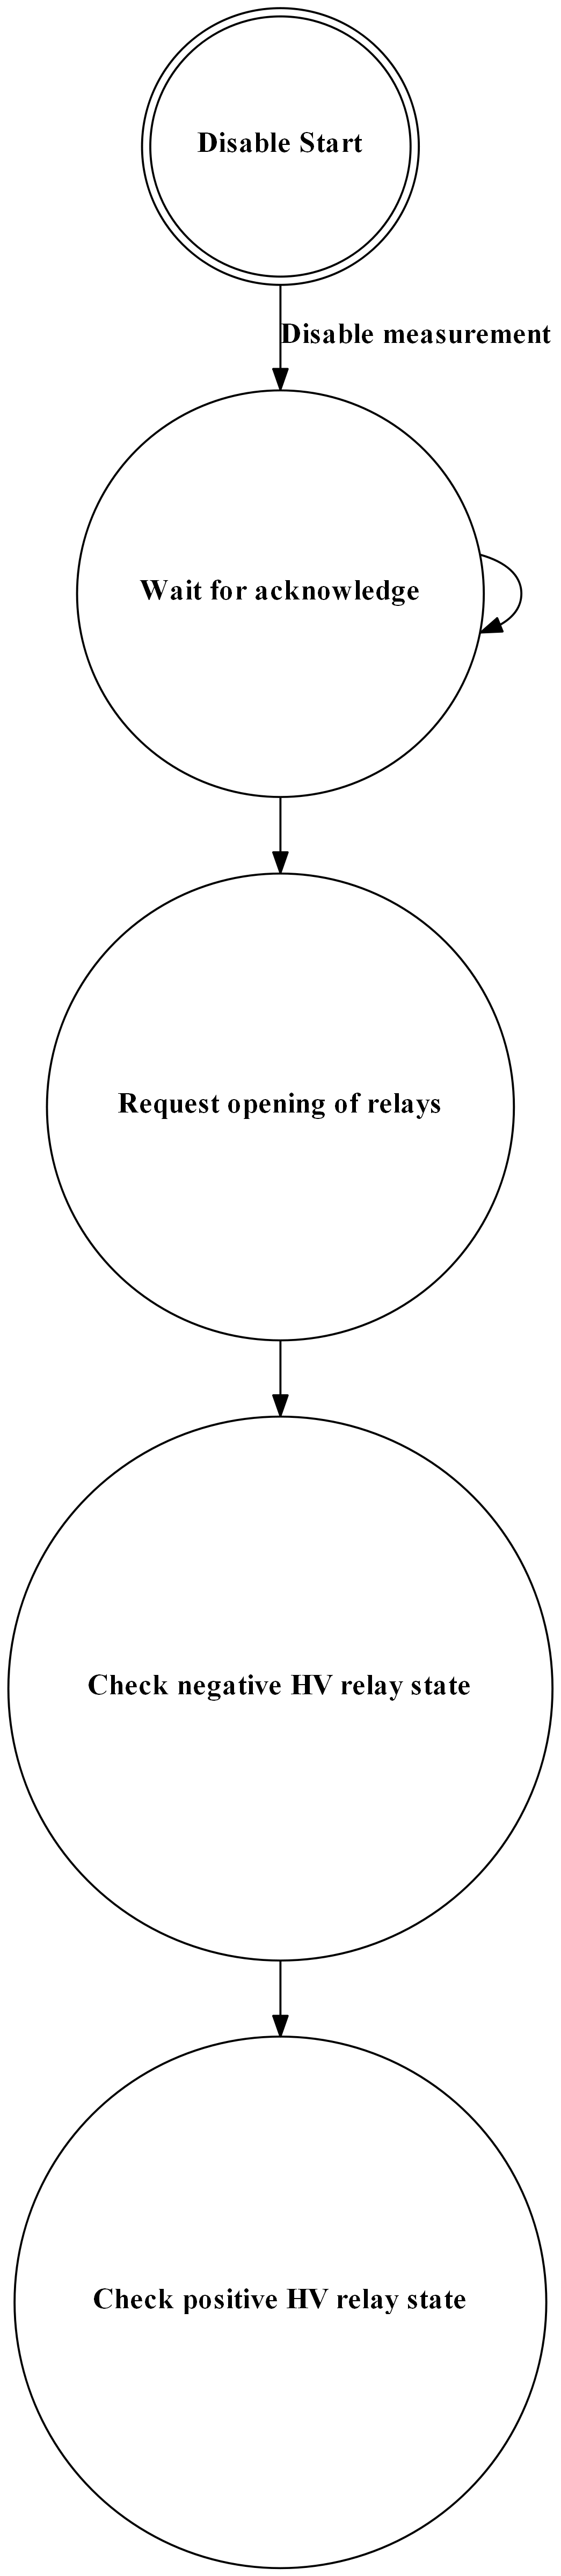 Disable Start
Disable measurement
Wait for acknowledge
Request opening of relays
Check negative HV relay state
Check positive HV relay state